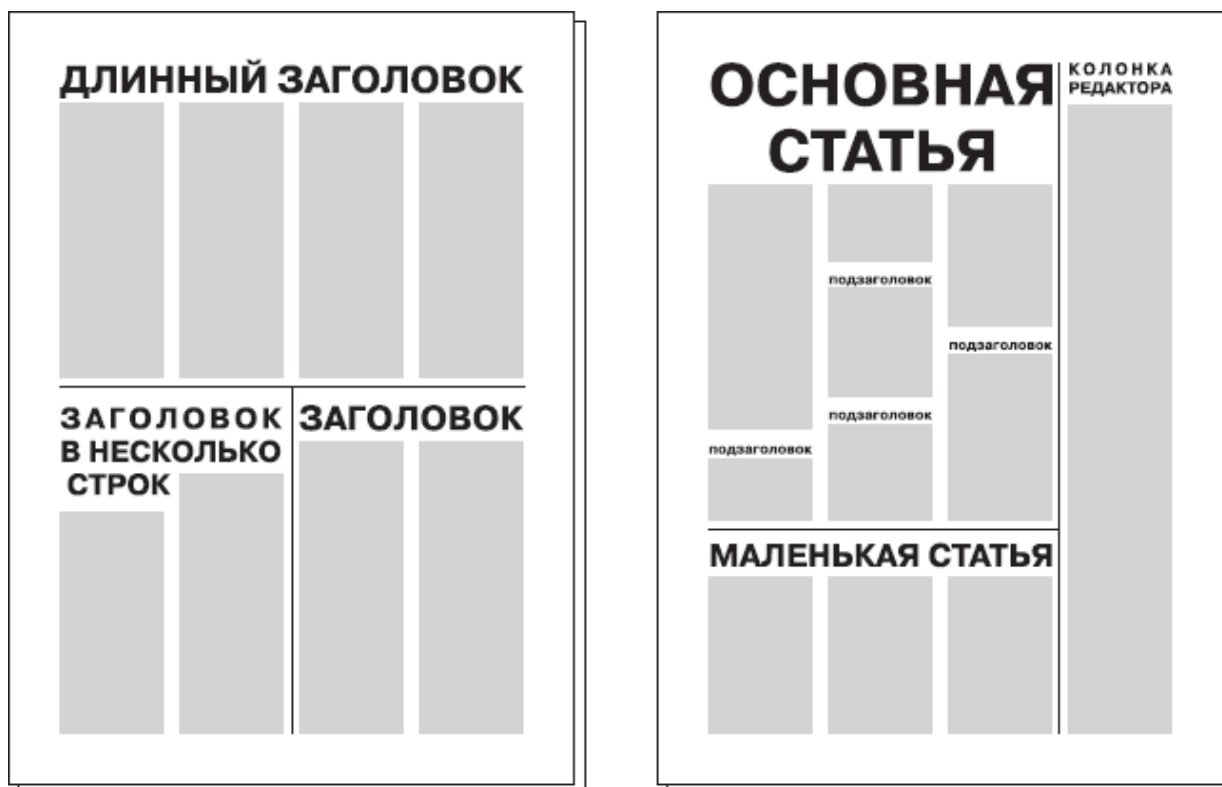 ДЛИННЫЙ ЗАГОЛОВОК
ЗАГОЛОВОК
В НЕСКОЛЬКО
СТРОК
ЗАГОЛОВОК
ОСНОВНАЯ
СТАТЬЯ
подзаголовок
подзаголовок
подзаголовок
подзаголовок
МАЛЕНЬКАЯ СТАТЬЯ
КОЛОНКА
РЕДАКТОРА